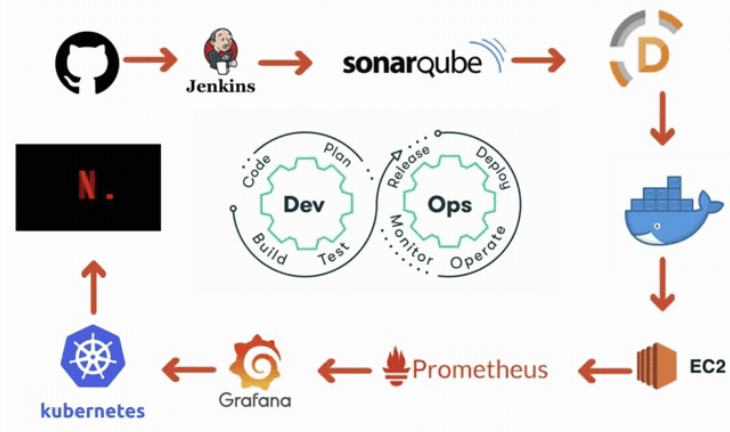 Jenkins
sonarqube
D
N.
Code
Plan
Dev
Build
Test
Release
Deploy
Ops
Monitor
Operate
EC2
Prometheus
Grafana
kubernetes